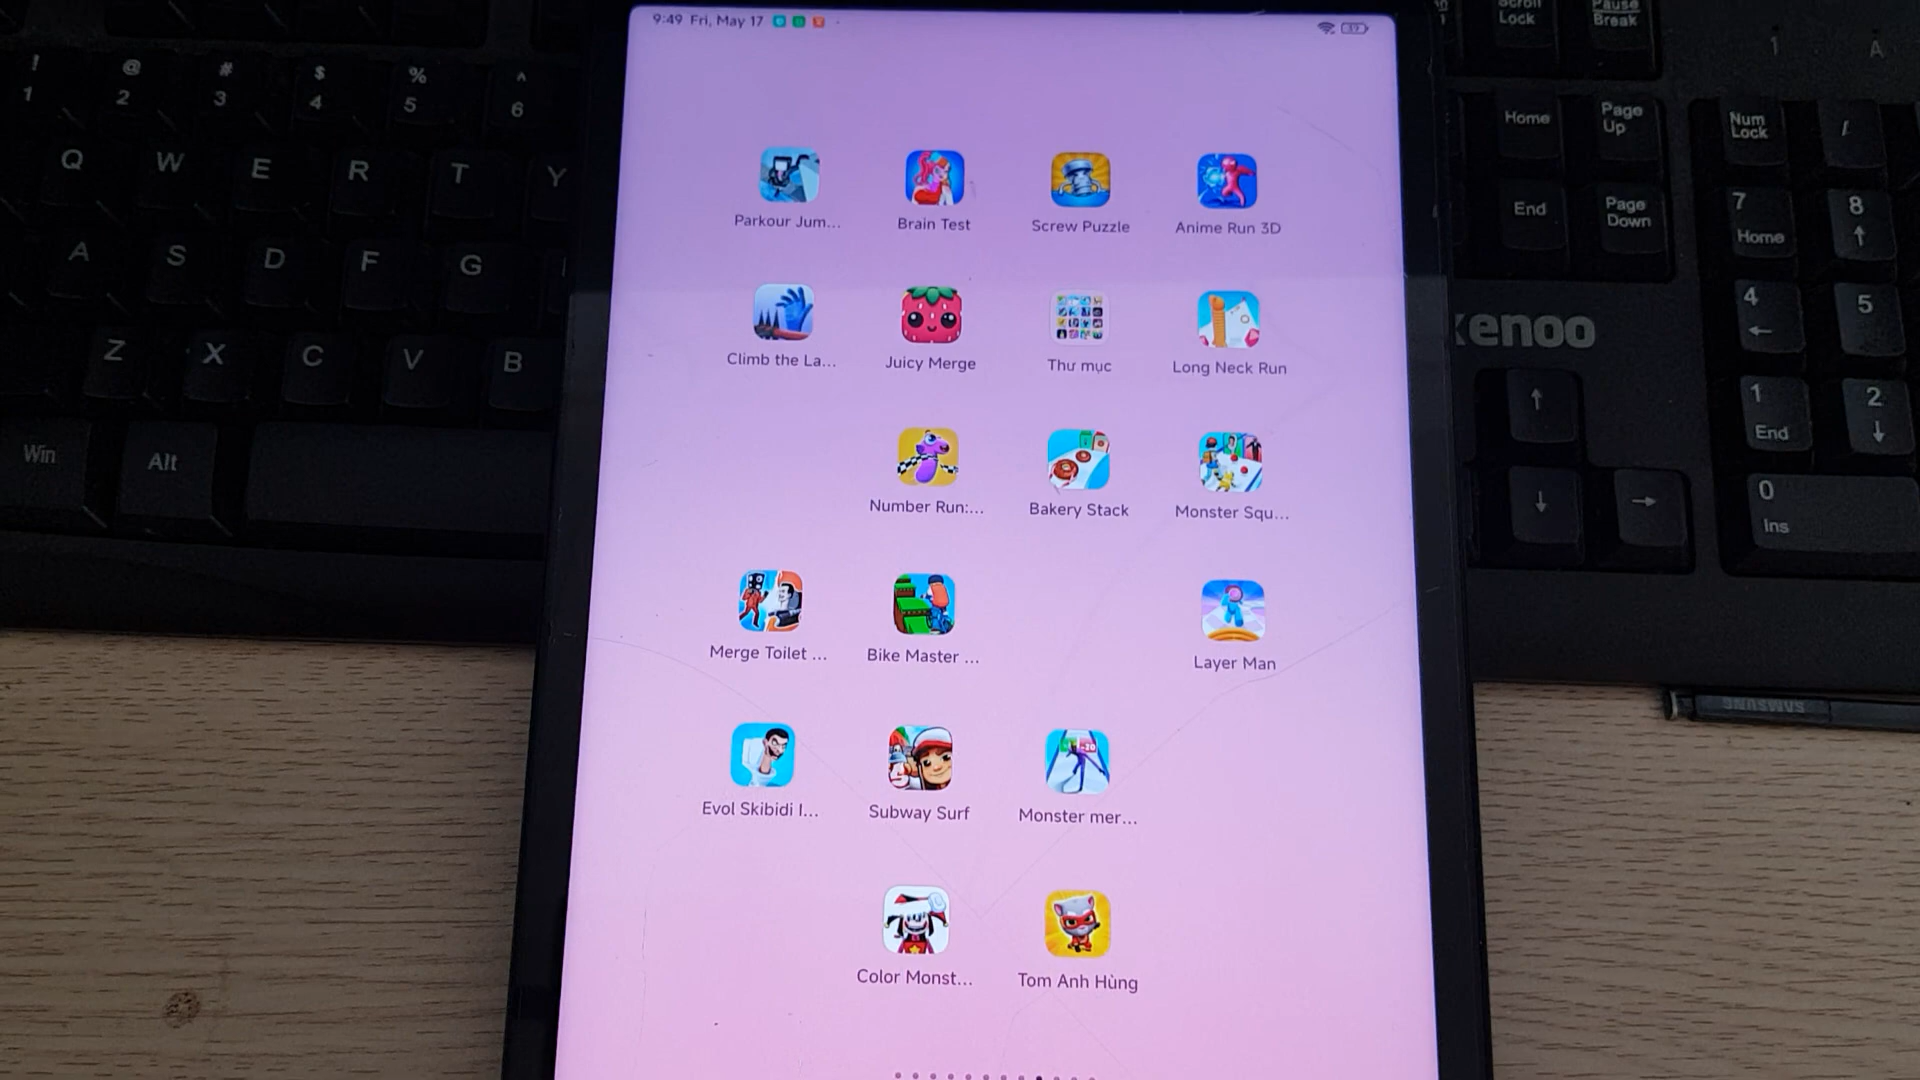 9:49 Fri, May 17
Parkour Jum...
Brain Test
Screw Puzzle
Anime Run 3D
Climb the La...
Juicy Merge
Thư mục
Long Neck Run
Number Run:...
Bakery Stack
Monster Squ...
Merge Toilet ...
Bike Master ...
Layer Man
Evol Skibidi I...
Subway Surf
Monster mer...
-20
Color Monst...
Tom Anh Hùng
! 1
@ 2
# 3
$ 4
% 5
^ 6
Q W E R T Y
A S D F G
Z X C V B
Win Alt
Scroll Lock
Pause Break
1 A
Home
Page Up
Num Lock
/
End
Page Down
7 Home
8 ↑
4 ←
5
kenoo
↑
1 End
2 ↓
↓ →
0 Ins
SAMSUNG